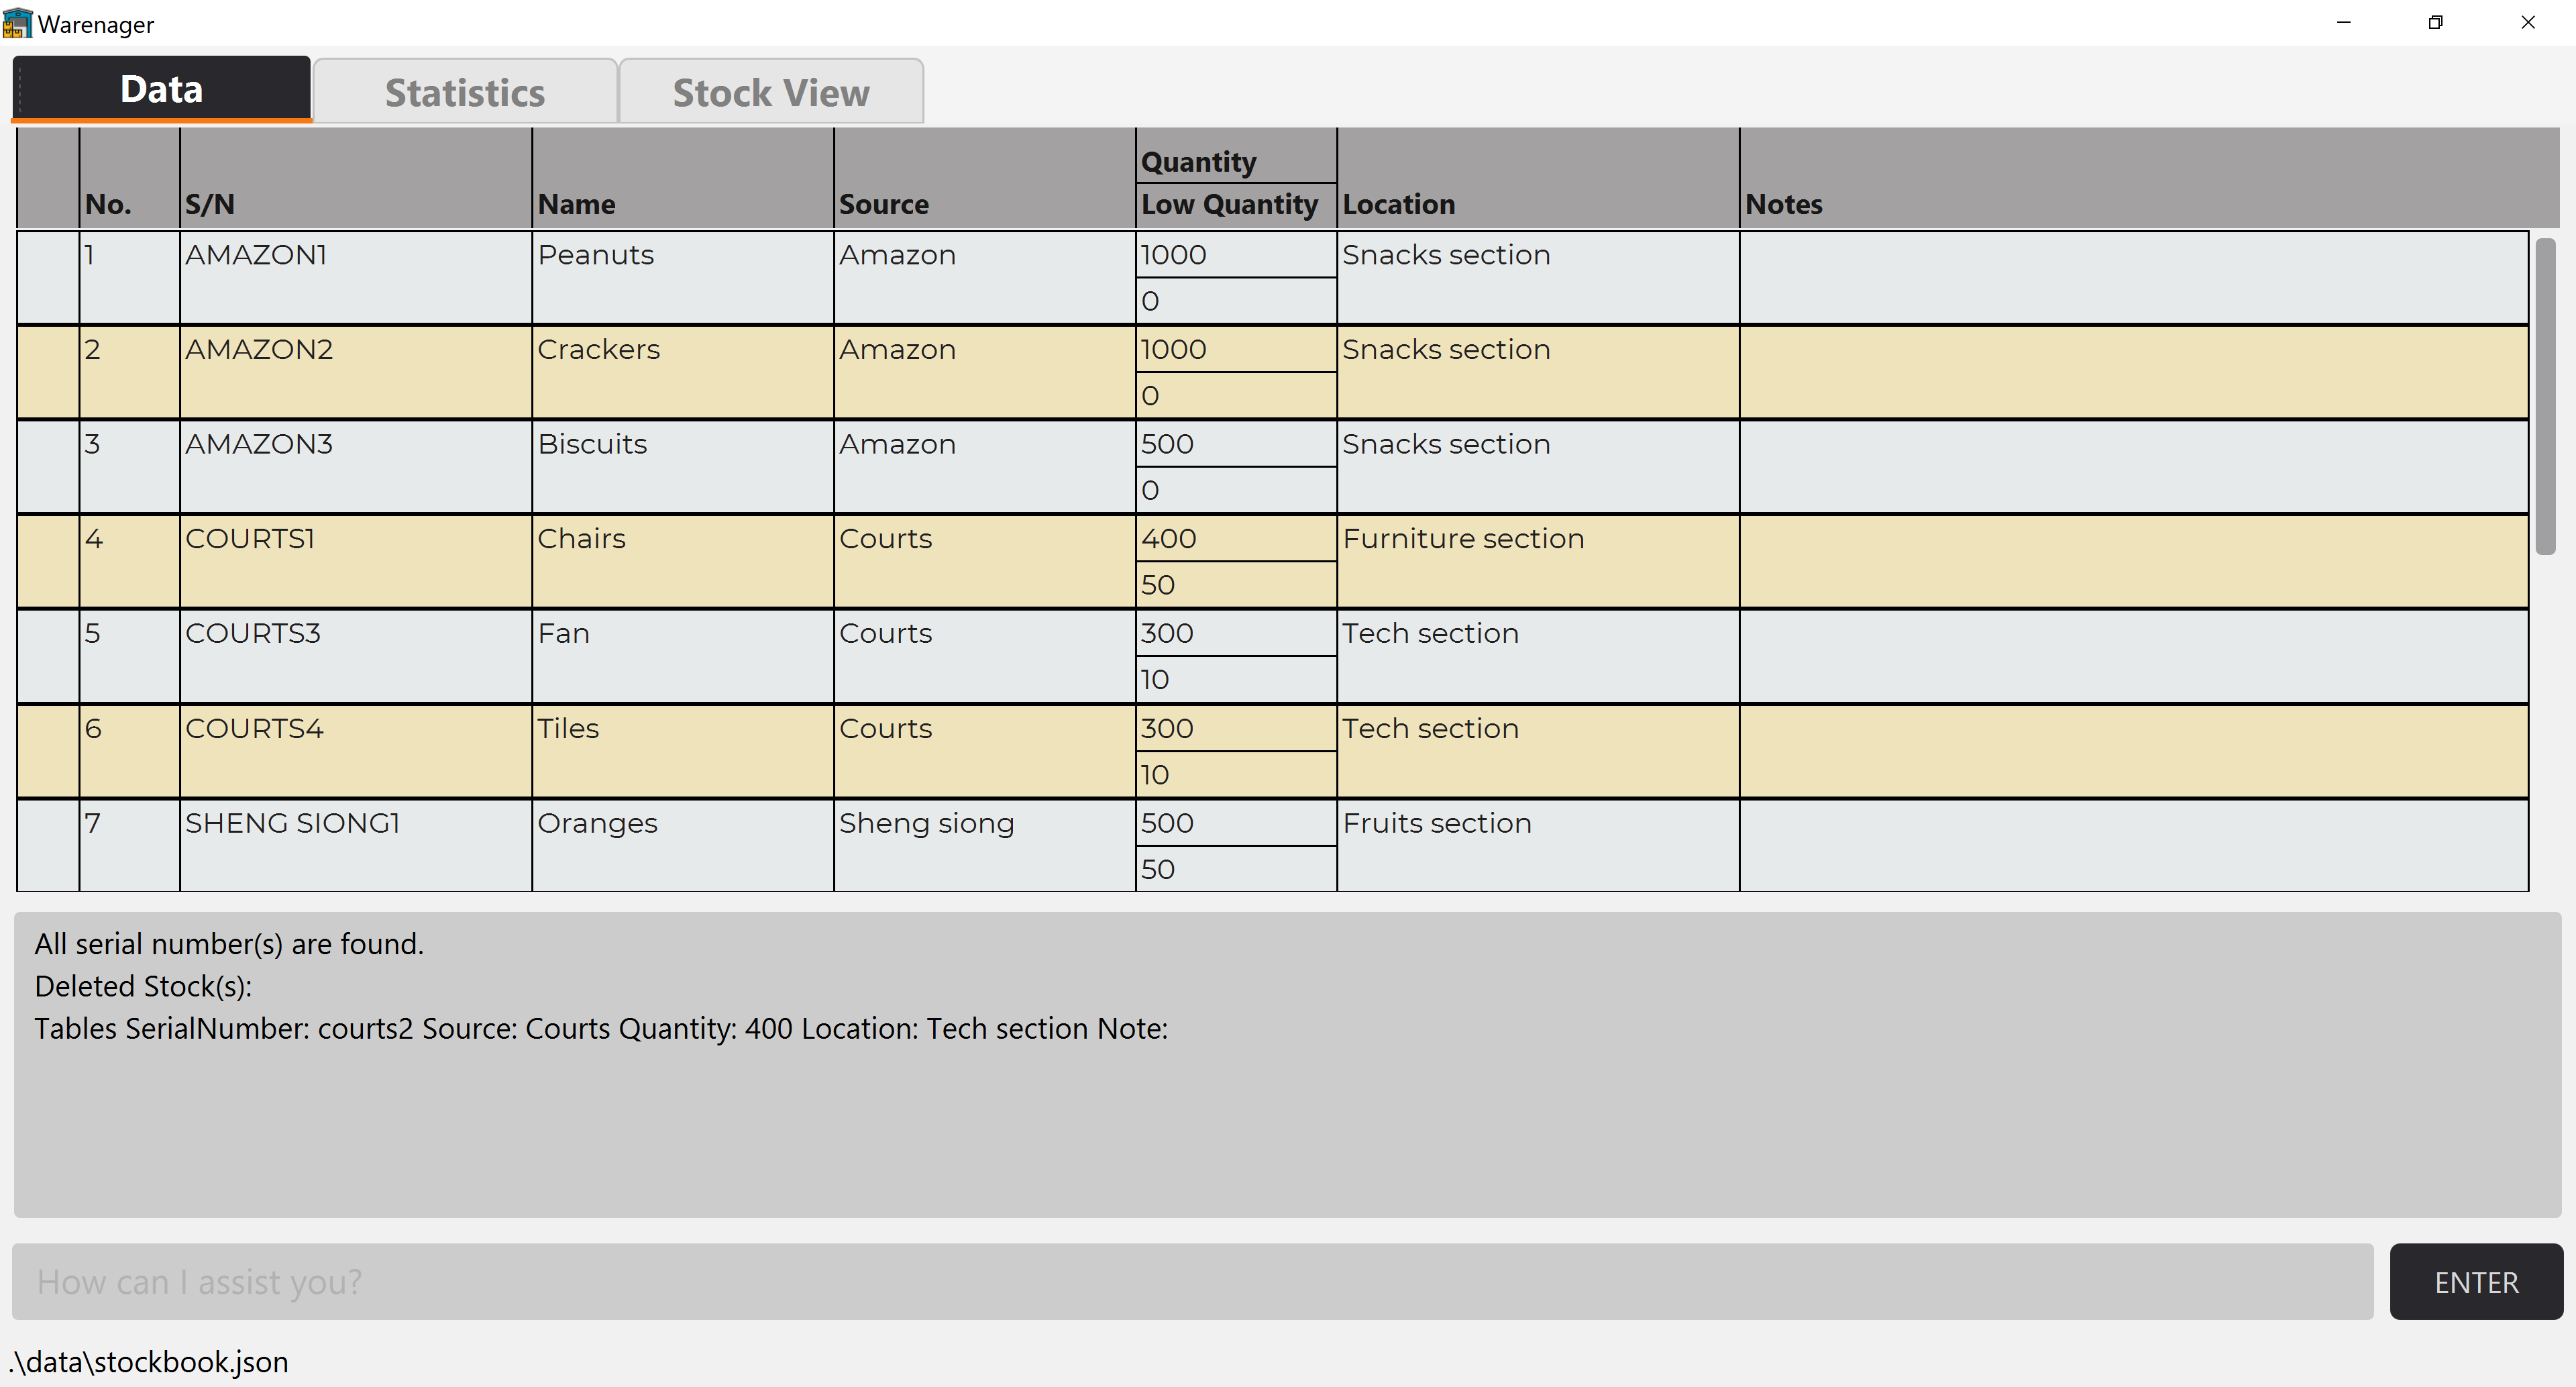 Warenager
Data Statistics Stock View
No. S/N Name Source Quantity Low Quantity Location Notes
1 AMAZON1 Peanuts Amazon 1000 Snacks section
0
2 AMAZON2 Crackers Amazon 1000 Snacks section
0
3 AMAZON3 Biscuits Amazon 500 Snacks section
0
4 COURTS1 Chairs Courts 400 Furniture section
50
5 COURTS3 Fan Courts 300 Tech section
10
6 COURTS4 Tiles Courts 300 Tech section
10
7 SHENG SIONG1 Oranges Sheng siong 500 Fruits section
50
All serial number(s) are found.
Deleted Stock(s):
Tables SerialNumber: courts2 Source: Courts Quantity: 400 Location: Tech section Note:
How can I assist you? ENTER
.\data\stockbook.json